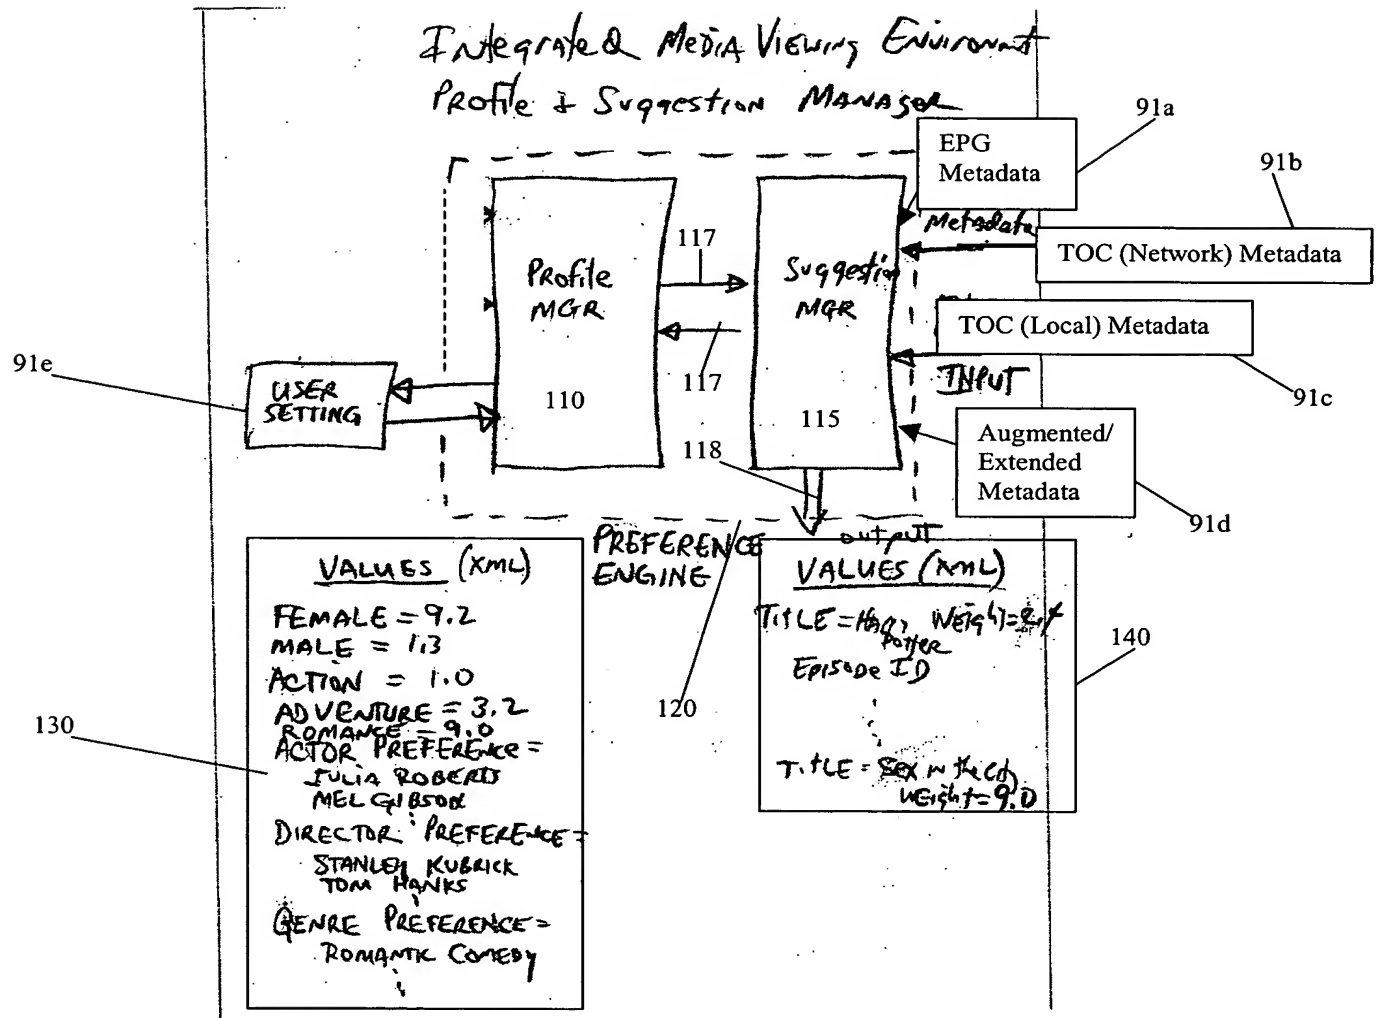 Integrated Media Viewing Environmnt
Profile & Suggestion Manager
91a
EPG
Metadata
91b
Metadata
TOC (Network) Metadata
117
Profile
MGR
Suggestion
MGR
TOC (Local) Metadata
91e
USER
SETTING
117
INPUT
91c
110
115
118
Augmented/
Extended
Metadata
91d
PREFERENCE
ENGINE
output
VALUES (XML)
FEMALE = 9.2
MALE = 1.3
ACTION = 1.0
ADVENTURE = 3.2
ROMANCE = 9.0
ACTOR PREFERENCE =
JULIA ROBERTS
MEL GIBSON
DIRECTOR PREFERENCE =
STANLEY KUBRICK
TOM HANKS
GENRE PREFERENCE =
ROMANTIC COMEDY
130
120
VALUES (XML)
TITLE = Harry Potter Weight =
Episode ID
TITLE = Sex in the City
Weight = 9.0
140